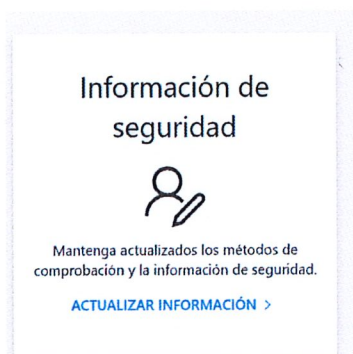 Información de
seguridad
Mantenga actualizados los métodos de
comprobación y la información de seguridad.
ACTUALIZAR INFORMACIÓN >